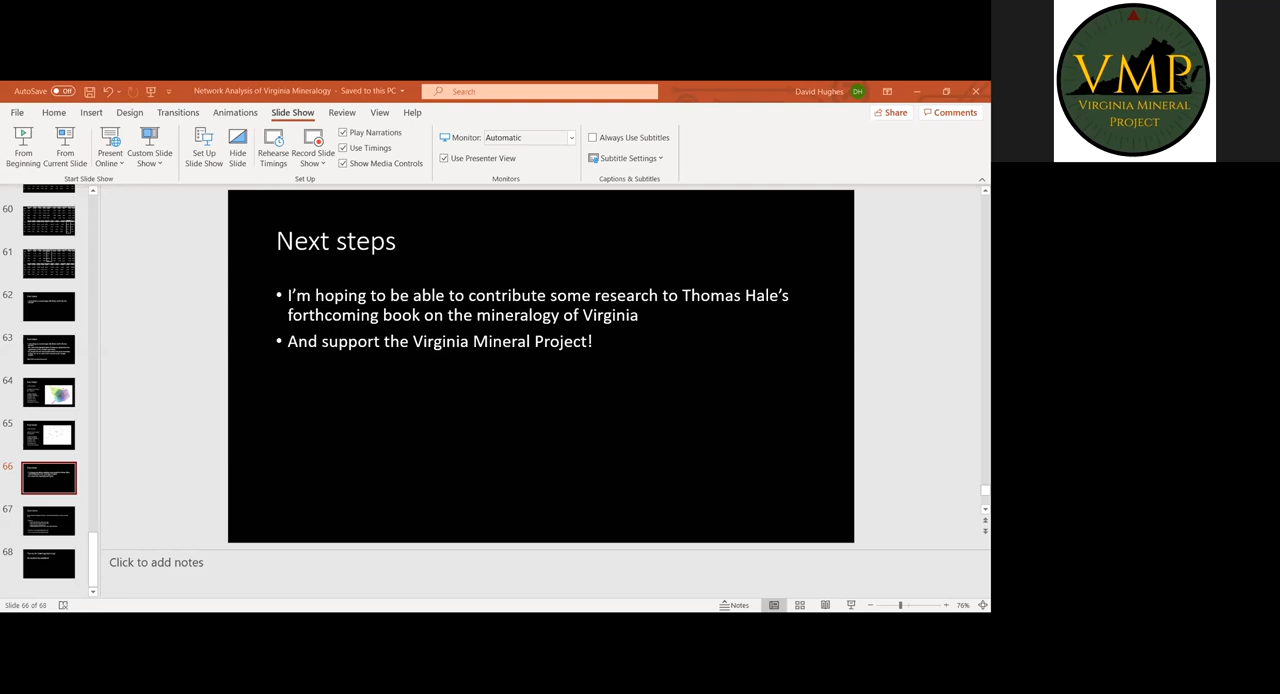 AutoSave Off
Network Analysis of Virginia Mineralogy - Saved to this PC
Search
David Hughes DH
File Home Insert Design Transitions Animations Slide Show Review View Help
Share Comments
From Beginning
From Current Slide
Present Online
Custom Slide Show
Set Up Slide Show
Hide Slide
Rehearse Timings
Record Slide Show
Play Narrations
Use Timings
Show Media Controls
Monitor: Automatic
Use Presenter View
Always Use Subtitles
Subtitle Settings
Start Slide Show
Set Up
Monitors
Captions & Subtitles
60
61
62
63
64
65
66
67
68
Next steps
• I'm hoping to be able to contribute some research to Thomas Hale's
forthcoming book on the mineralogy of Virginia
• And support the Virginia Mineral Project!
Click to add notes
Slide 66 of 68
Notes
76%
VMP
VIRGINIA MINERAL
PROJECT